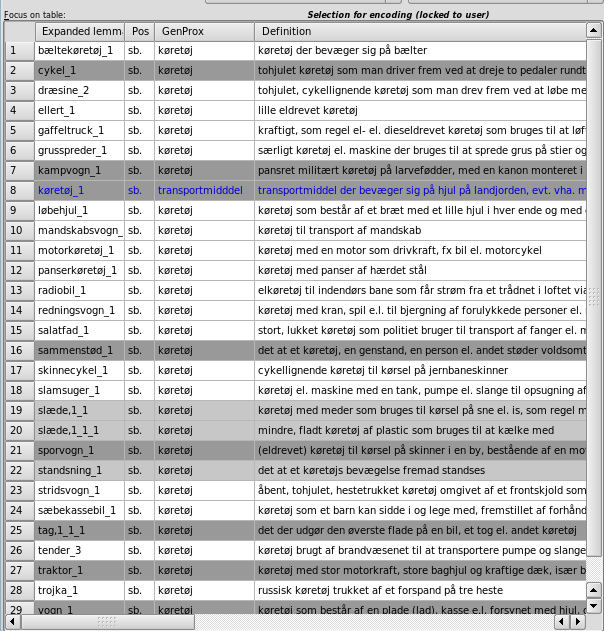 Focus on table: Selection for encoding (locked to user)
Expanded lemm Pos GenProx Definition
1 bæltekøretøj_1 sb. køretøj køretøj der bevæger sig på bælter
2 cykel_1 sb. køretøj tohjulet køretøj som man driver frem ved at dreje to pedaler rundt
3 dræsine_2 sb. køretøj tohjulet, cykellignende køretøj som man drev frem ved at løbe me
4 ellert_1 sb. køretøj lille eldrevet køretøj
5 gaffeltruck_1 sb. køretøj kraftigt, som regel el- el. dieseldrevet køretøj som bruges til at løf
6 grusspreder_1 sb. køretøj særligt køretøj el. maskine der bruges til at sprede grus på stier og
7 kampvogn_1 sb. køretøj pansret militært køretøj på larvefødder, med en kanon monteret i
8 køretøj_1 sb. transportmidddel transportmiddel der bevæger sig på hjul på landjorden, evt. vha. m
9 løbehjul_1 sb. køretøj køretøj som består af et bræt med et lille hjul i hver ende og med
10 mandskabsvogn_ sb. køretøj køretøj til transport af mandskab
11 motorkøretøj_1 sb. køretøj køretøj med en motor som drivkraft, fx bil el. motorcykel
12 panserkøretøj_1 sb. køretøj køretøj med panser af hærdet stål
13 radiobil_1 sb. køretøj elkøretøj til indendørs bane som får strøm fra et trådnet i loftet via
14 redningsvogn_1 sb. køretøj køretøj med kran, spil e.l. til bjergning af forulykkede personer el.
15 salatfad_1 sb. køretøj stort, lukket køretøj som politiet bruger til transport af fanger el. n
16 sammenstød_1 sb. køretøj det at et køretøj, en genstand, en person el. andet støder voldsomt
17 skinnecykel_1 sb. køretøj cykellignende køretøj til kørsel på jernbaneskinner
18 slamsuger_1 sb. køretøj køretøj el. maskine med en tank, pumpe el. slange til opsugning af
19 slæde,1_1 sb. køretøj køretøj med meder som bruges til kørsel på sne el. is, som regel m
20 slæde,1_1_1 sb. køretøj mindre, fladt køretøj af plastic som bruges til at kælke med
21 sporvogn_1 sb. køretøj (eldrevet) køretøj til kørsel på skinner i en by, bestående af en mo
22 standsning_1 sb. køretøj det at et køretøjs bevægelse fremad standses
23 stridsvogn_1 sb. køretøj åbent, tohjulet, hestetrukket køretøj omgivet af et frontskjold som
24 sæbekassebil_1 sb. køretøj køretøj som et barn kan sidde i og lege med, fremstillet af forhånd
25 tag,1_1_1 sb. køretøj det der udgør den øverste flade på en bil, et tog el. andet køretøj
26 tender_3 sb. køretøj køretøj brugt af brandvæsenet til at transportere pumpe og slange
27 traktor_1 sb. køretøj køretøj med stor motorkraft, store baghjul og kraftige dæk, især b
28 trojka_1 sb. køretøj russisk køretøj trukket af et forspand på tre heste
29 vogn_1 sb. køretøj køretøj som består af en plade (lad), kasse e.l. forsynet med hjul,